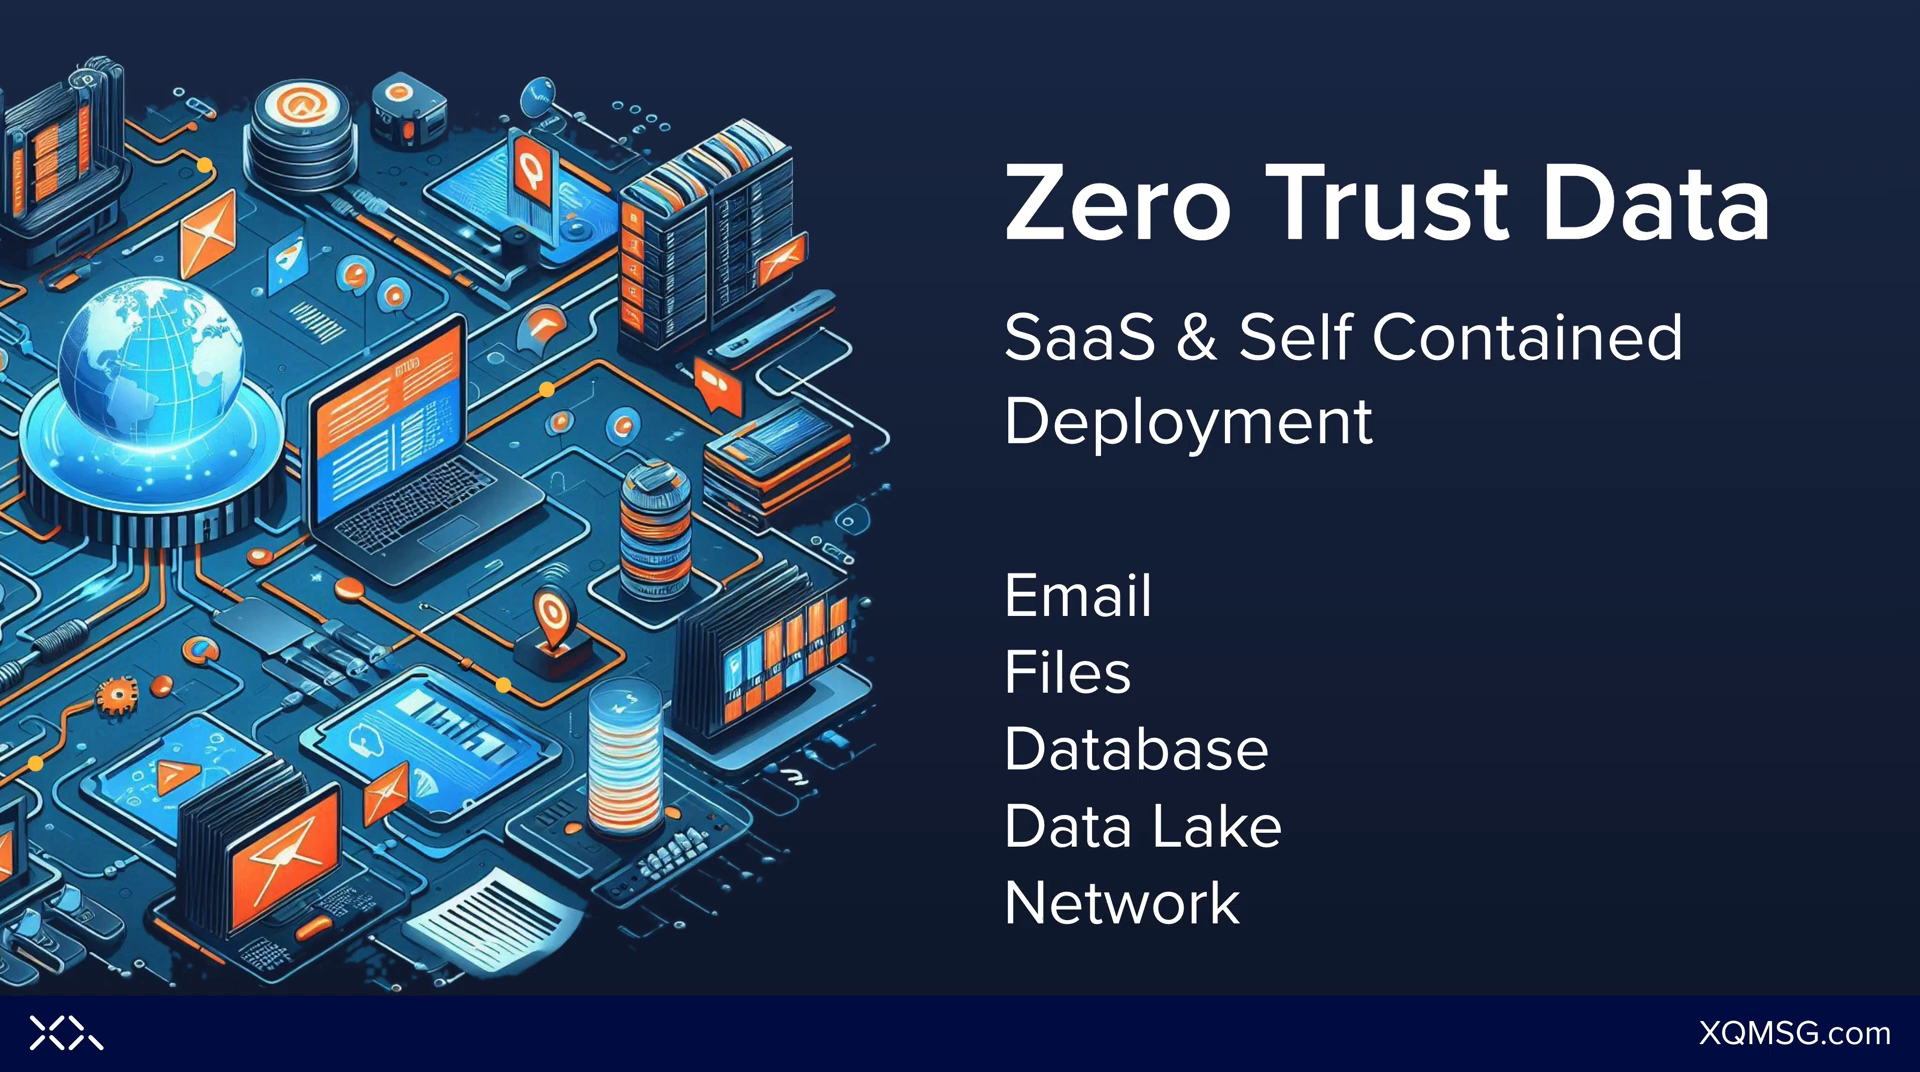 Zero Trust Data
SaaS & Self Contained
Deployment
Email
Files
Database
Data Lake
Network
XQMSG.com